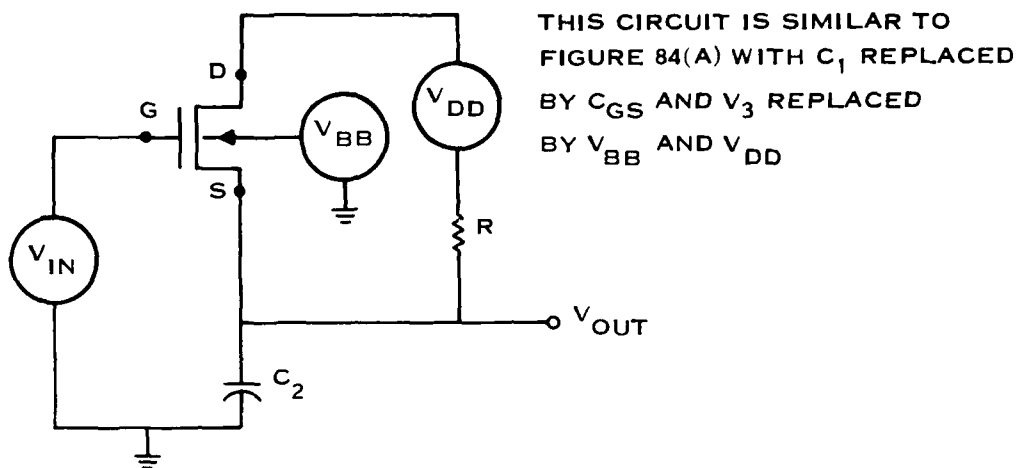 THIS CIRCUIT IS SIMILAR TO
FIGURE 84(A) WITH C1 REPLACED
BY CGS AND V3 REPLACED
BY VBB AND VDD
D
G
S
VBB
VDD
R
VIN
VOUT
C2